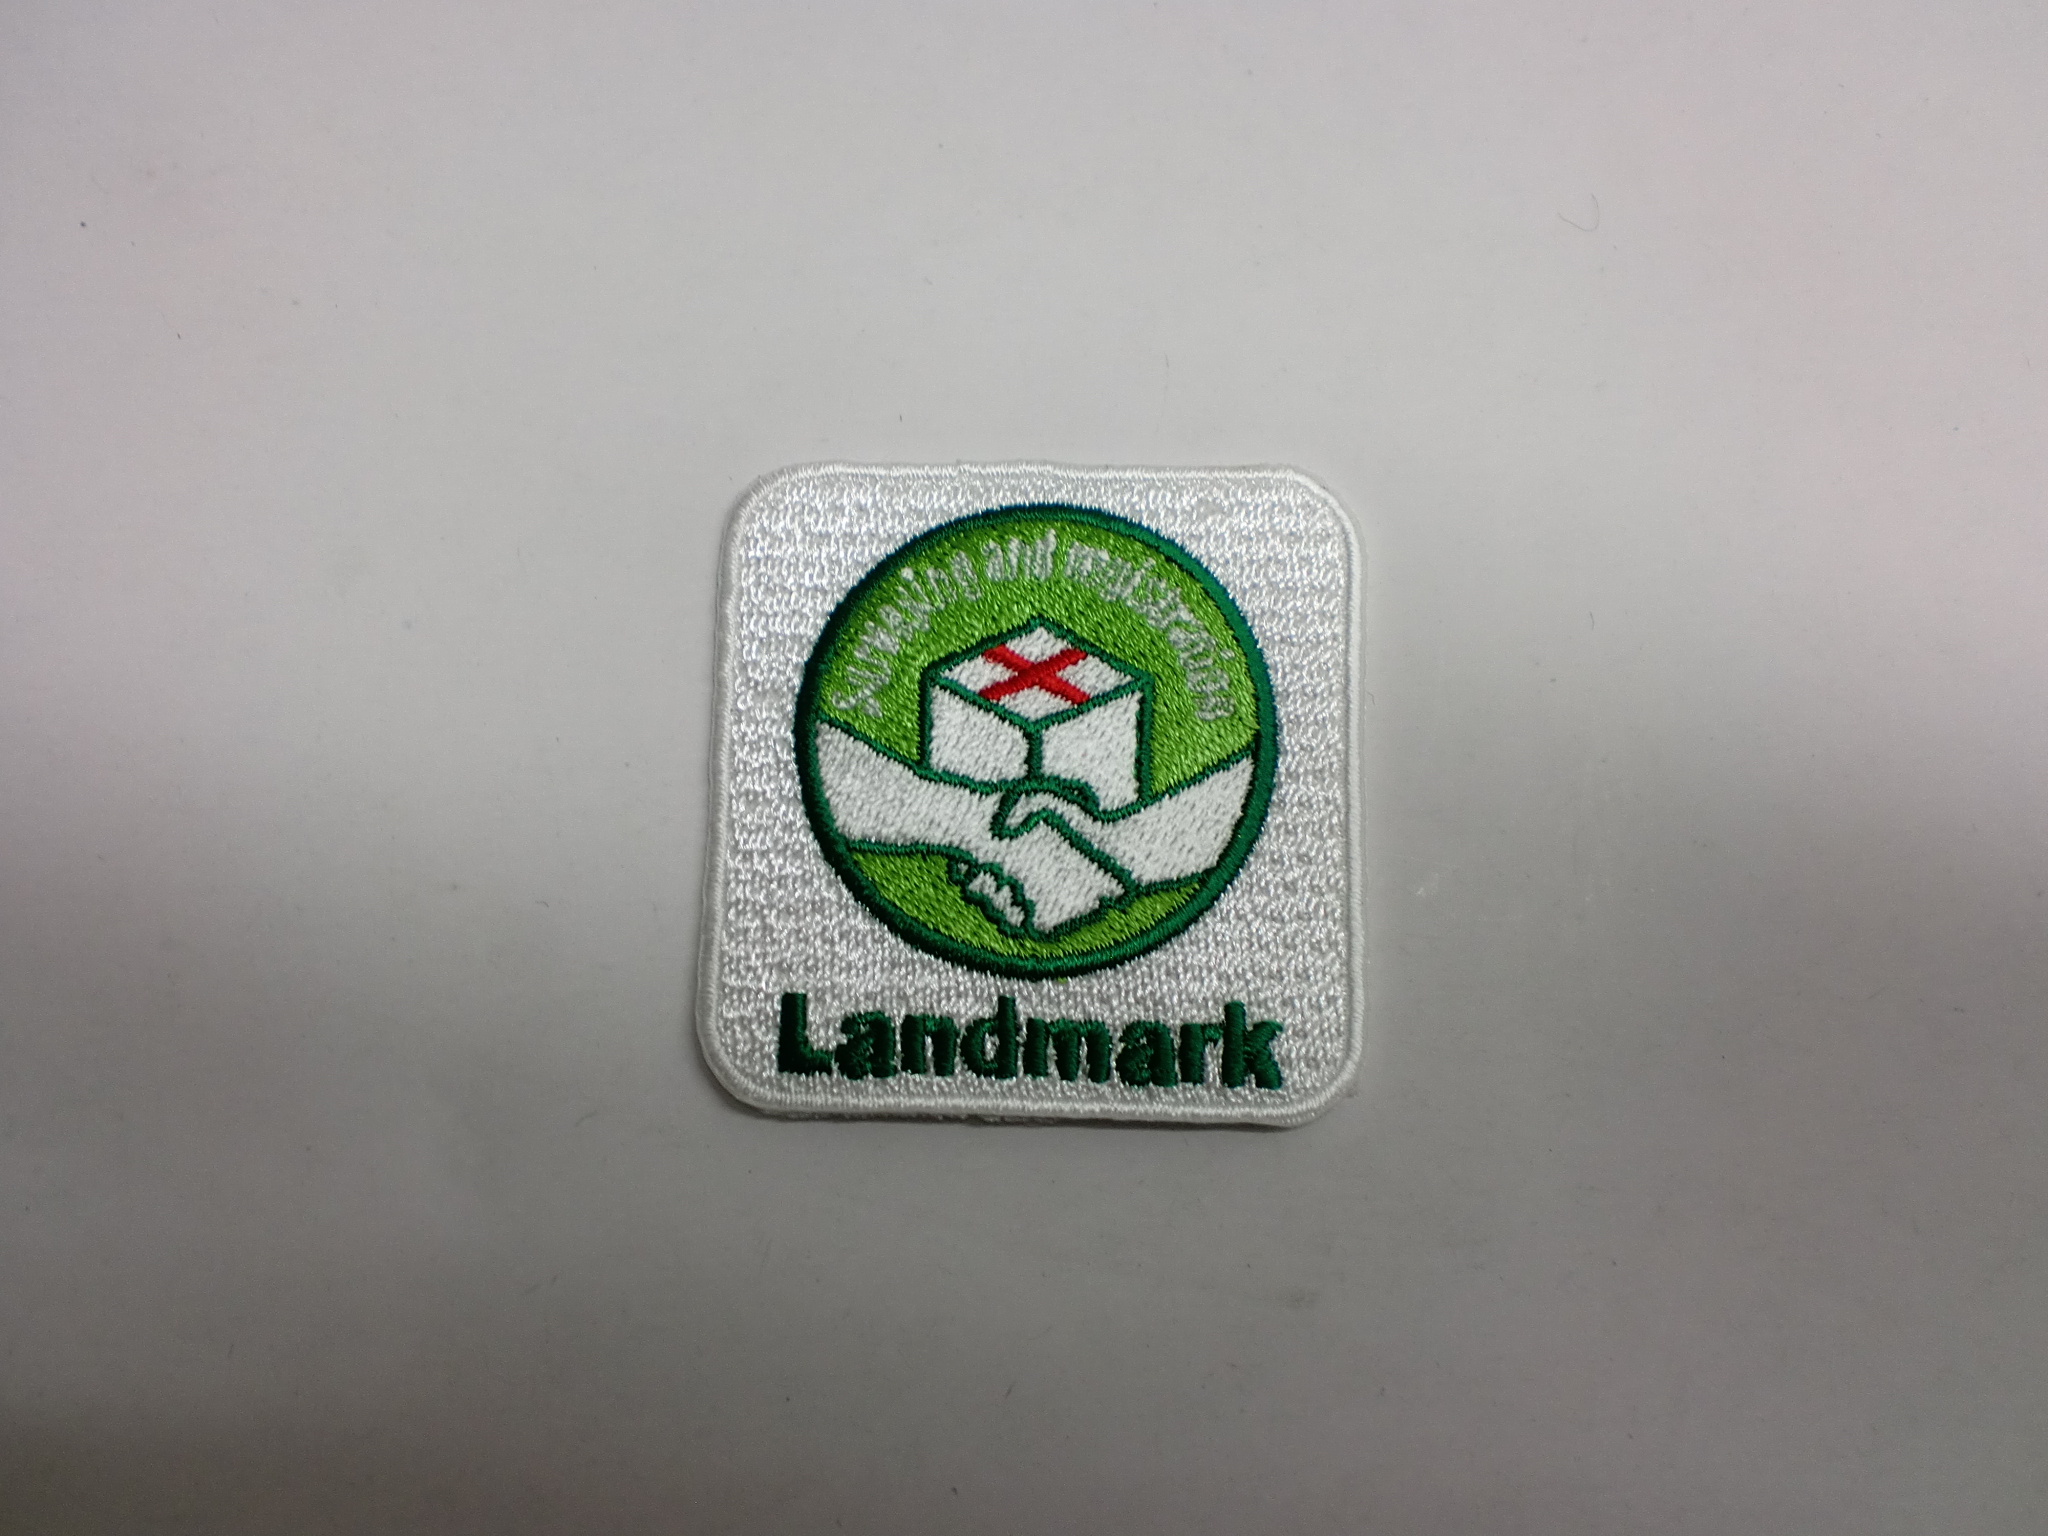 Surveying and registration
Landmark